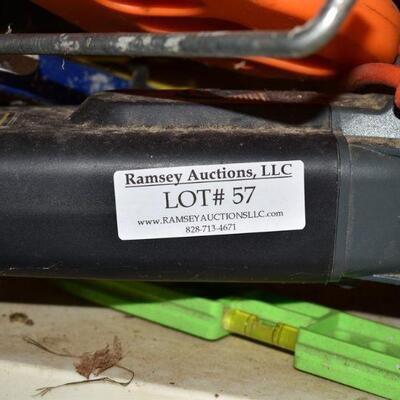 Ramsey Auctions, LLC
LOT# 57
www.RAMSEYAUCTIONSLLC.com
828-713-4671